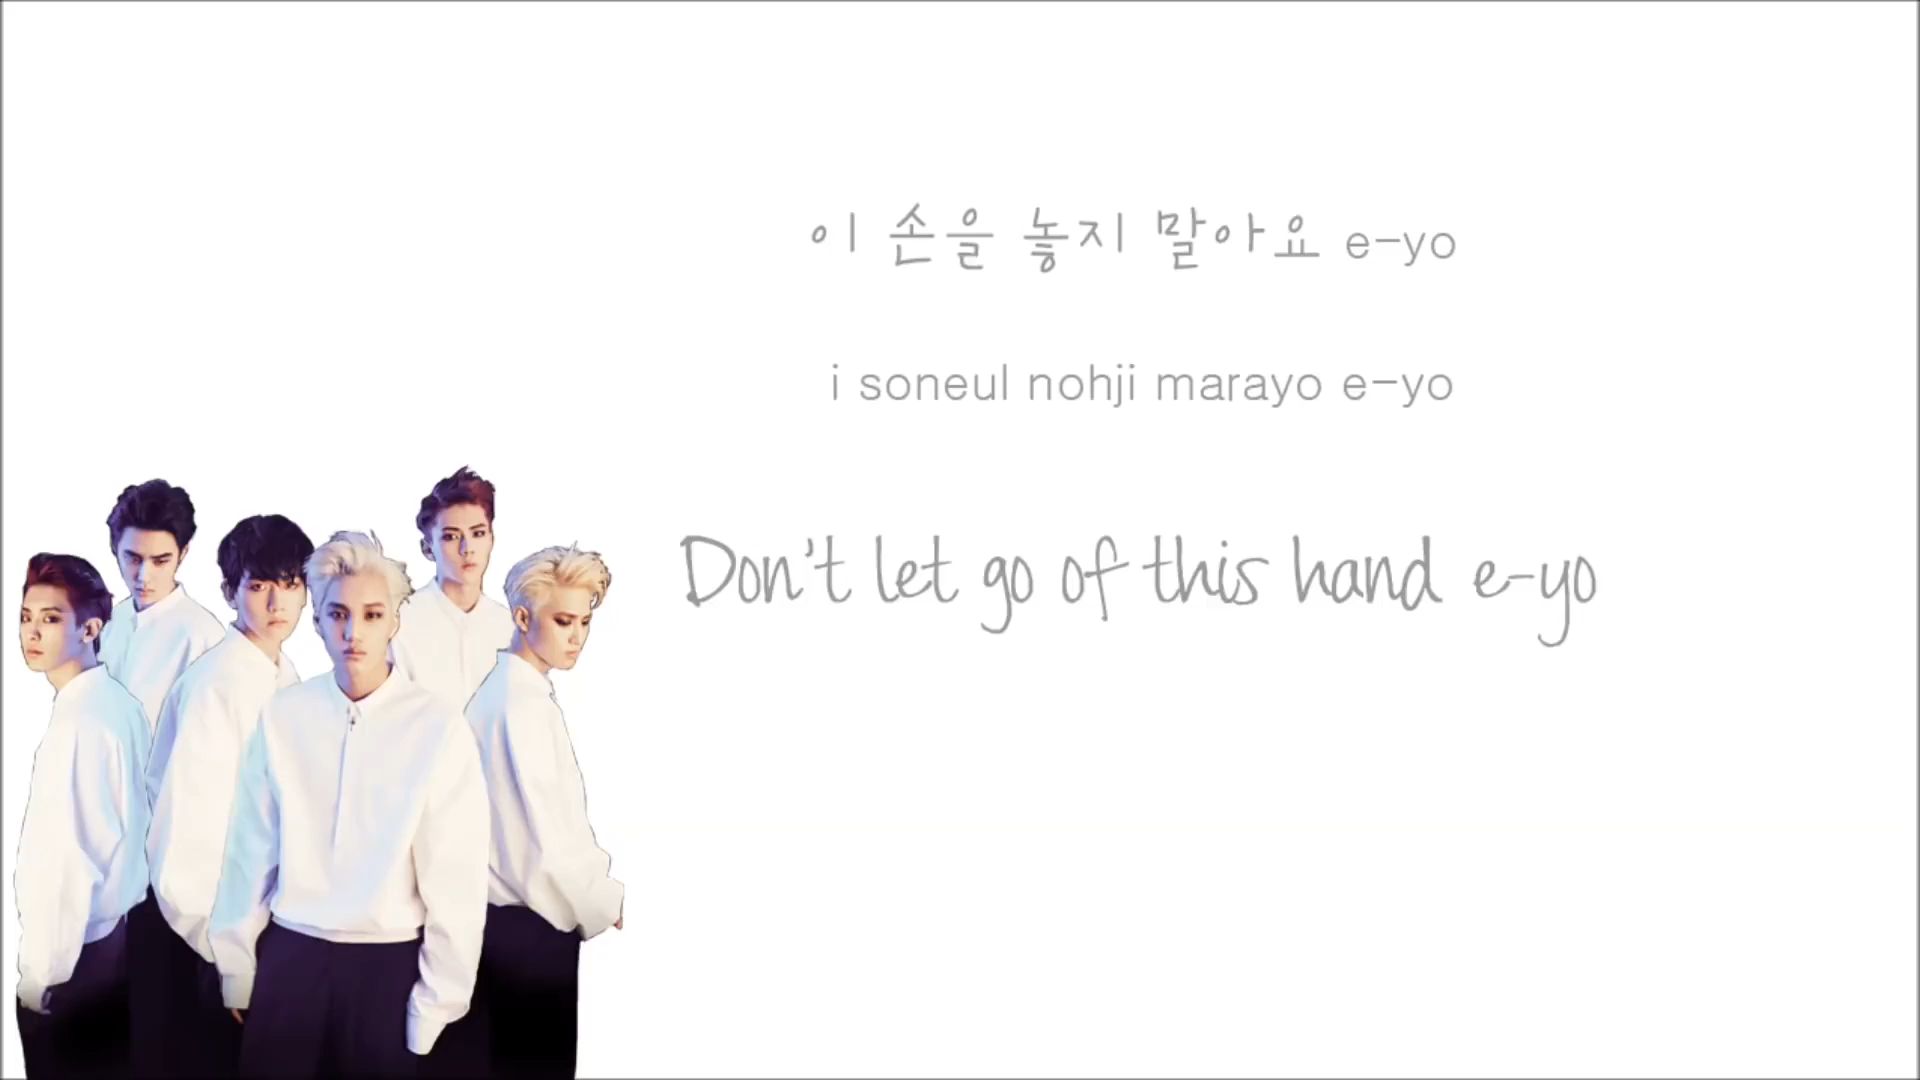 이 손을 놓지 말아요 e-yo
i soneul nohji marayo e-yo
Don't let go of this hand e-yo